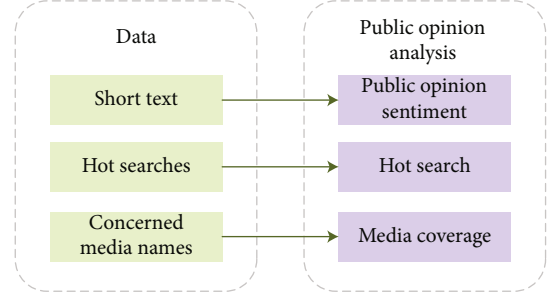 Data
Short text
Hot searches
Concerned
media names
Public opinion
analysis
Public opinion
sentiment
Hot search
Media coverage